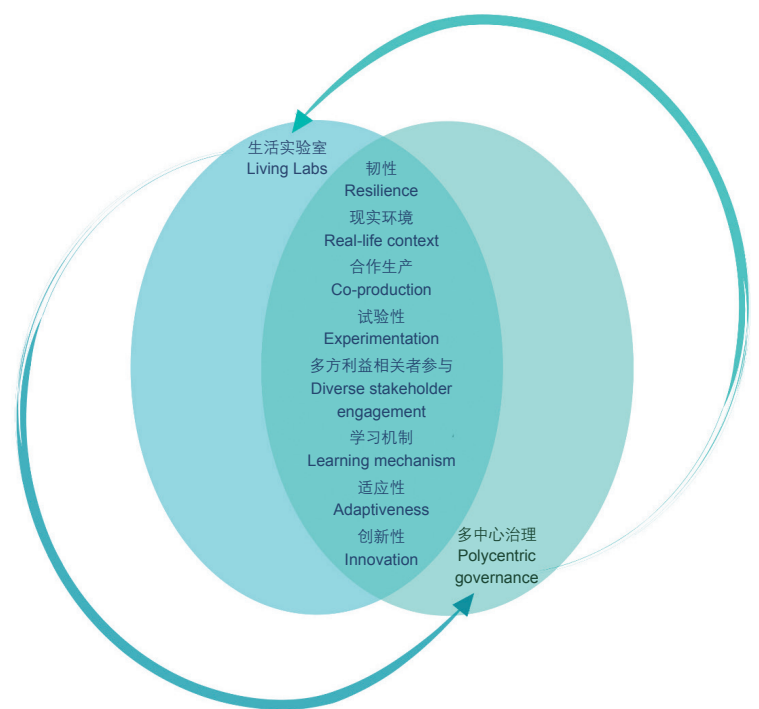 生活实验室
Living Labs
韧性
Resilience
现实环境
Real-life context
合作生产
Co-production
试验性
Experimentation
多方利益相关者参与
Diverse stakeholder
engagement
学习机制
Learning mechanism
适应性
Adaptiveness
创新性
Innovation
多中心治理
Polycentric
governance